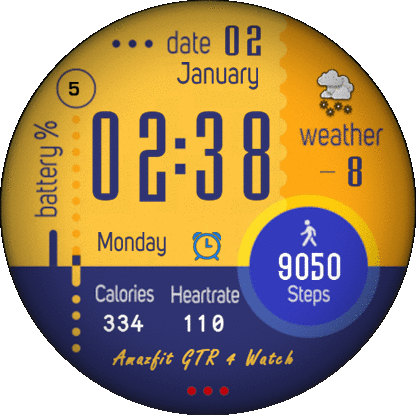 date 02
January
5
02:38
weather
- 8
battery %
Monday
9050
Steps
Calories Heartrate
334 110
Amazfit GTR 4 Watch